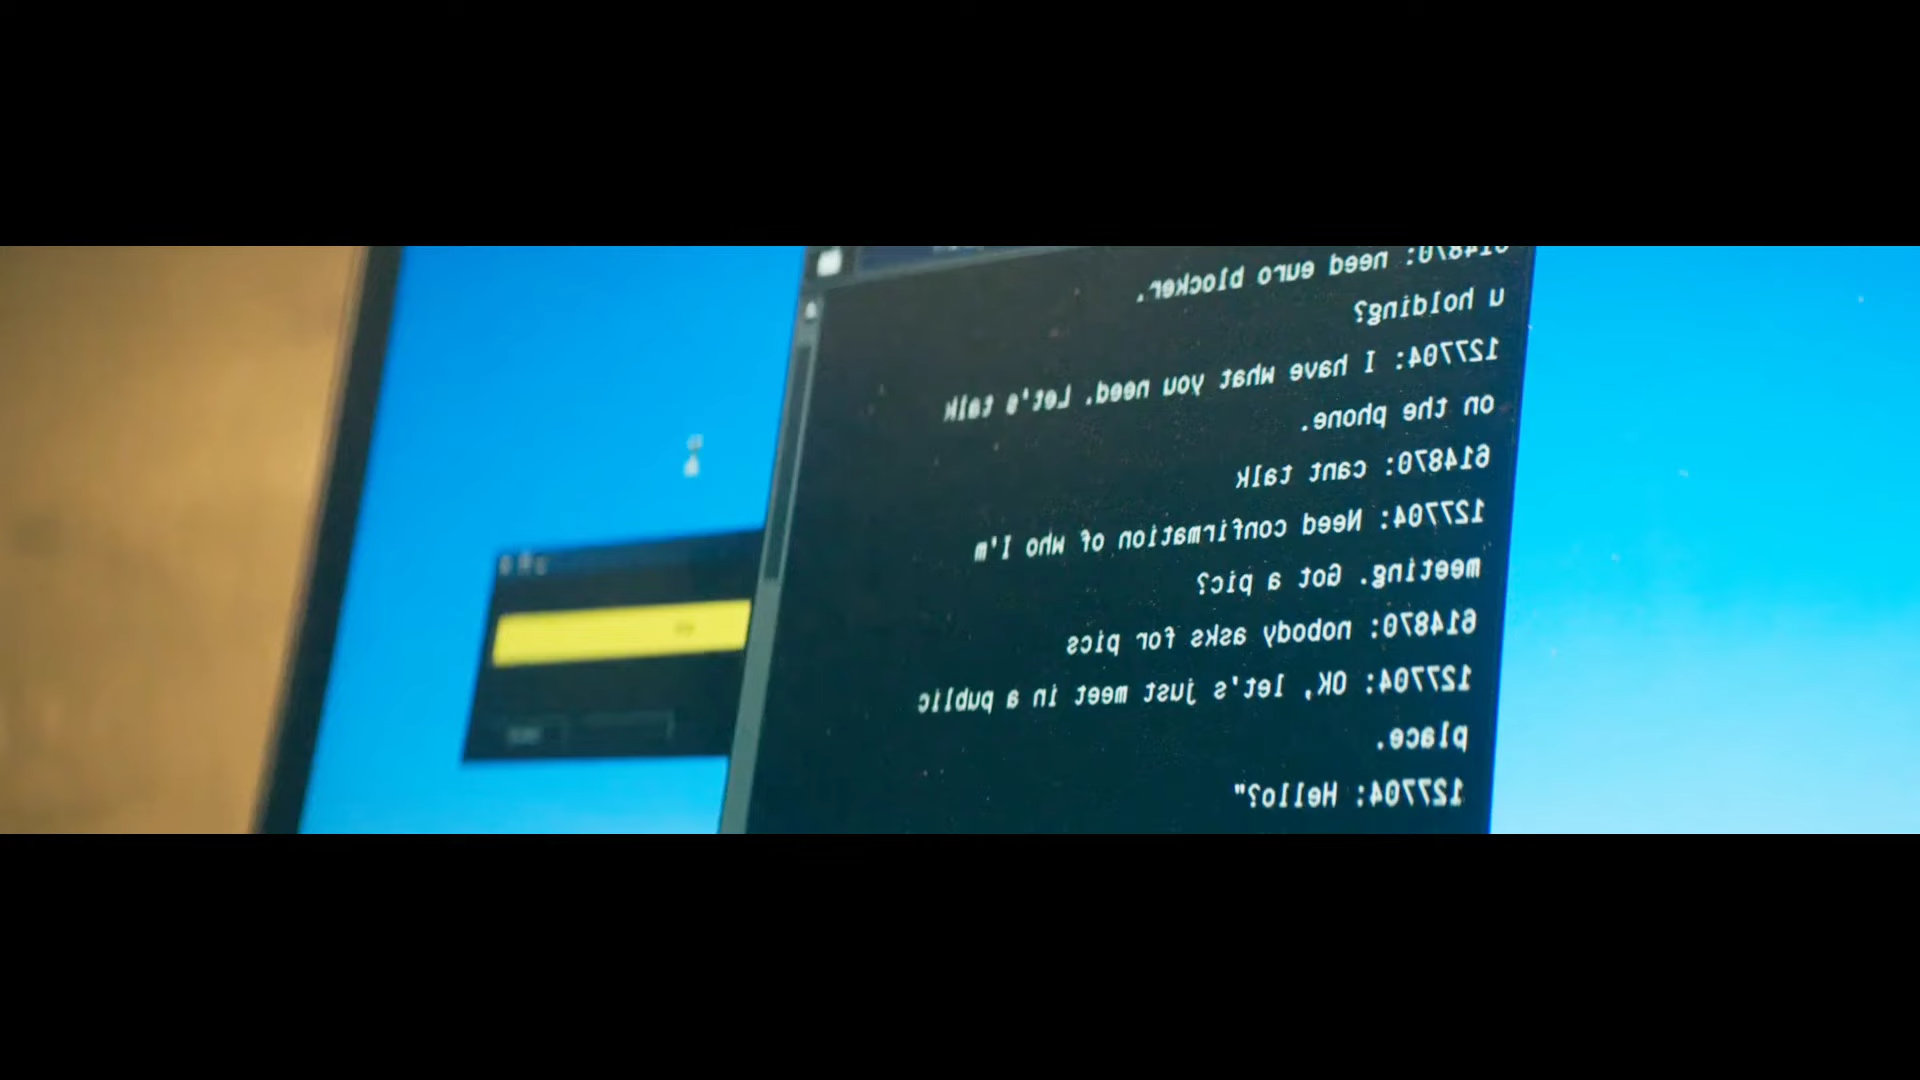 614870: need euro blocker.
u holding?
127704: I have what you need. Let's talk
on the phone.
614870: cant talk
127704: Need confirmation of who I'm
meeting. Got a pic?
614870: nobody asks for pics
127704: OK, let's just meet in a public
place.
127704: Hello?"